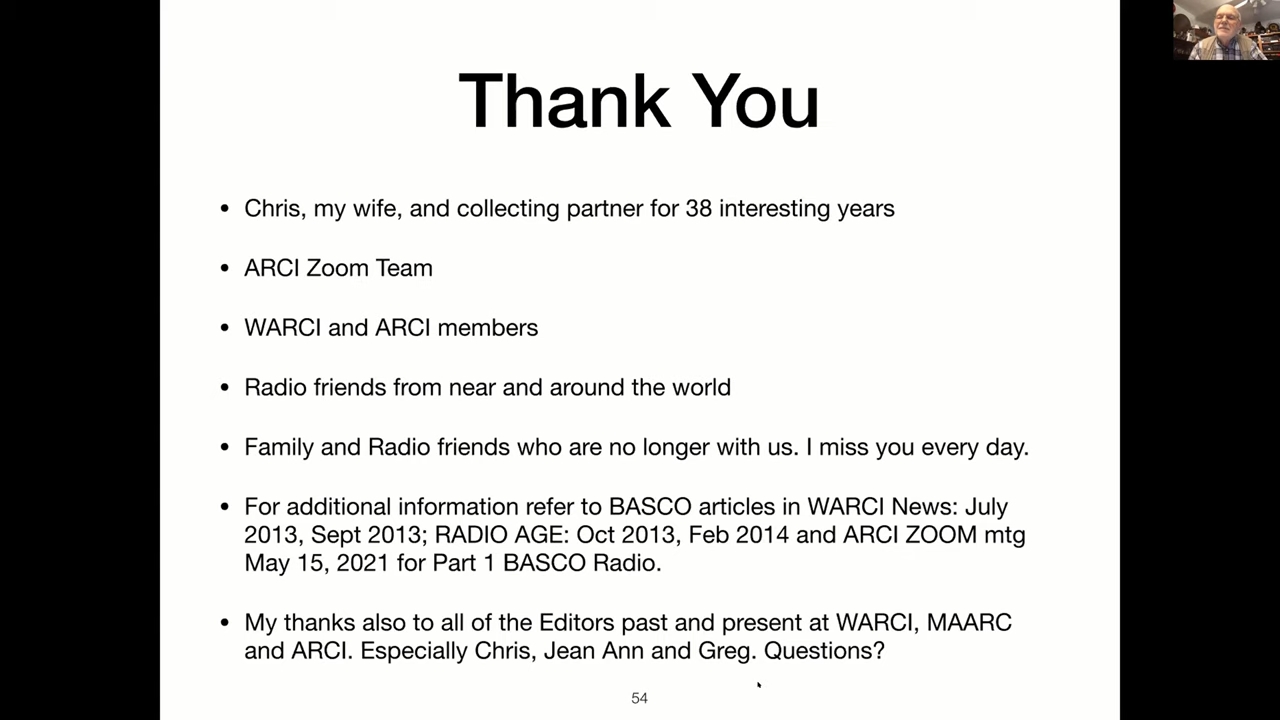 Thank You
• Chris, my wife, and collecting partner for 38 interesting years
• ARCI Zoom Team
• WARCI and ARCI members
• Radio friends from near and around the world
• Family and Radio friends who are no longer with us. I miss you every day.
• For additional information refer to BASCO articles in WARCI News: July
2013, Sept 2013; RADIO AGE: Oct 2013, Feb 2014 and ARCI ZOOM mtg
May 15, 2021 for Part 1 BASCO Radio.
• My thanks also to all of the Editors past and present at WARCI, MAARC
and ARCI. Especially Chris, Jean Ann and Greg. Questions?
54